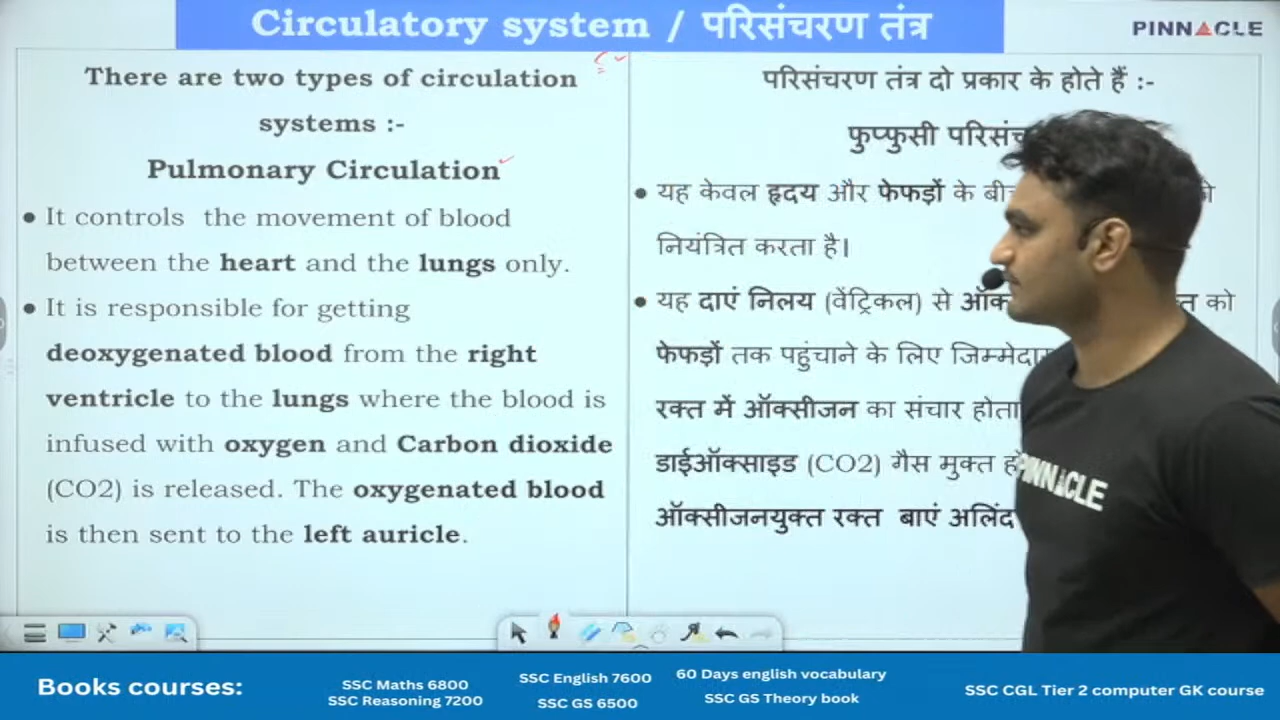 Circulatory system / परिसंचरण तंत्र
PINNACLE
There are two types of circulation
systems :-
Pulmonary Circulation
• It controls the movement of blood
between the heart and the lungs only.
• It is responsible for getting
deoxygenated blood from the right
ventricle to the lungs where the blood is
infused with oxygen and Carbon dioxide
(CO2) is released. The oxygenated blood
is then sent to the left auricle.
परिसंचरण तंत्र दो प्रकार के होते हैं :-
फुप्फुसी
• यह केवल हृदय और फेफड़ों के
नियंत्रित करता है।
• यह दाएं निलय (वेंट्रिकल) से को
फेफड़ों तक पहुंचाने के लिए
रक्त में ऑक्सीजन का संचार होता
डाईऑक्साइड (CO2) गैस मुक्त
ऑक्सीजनयुक्त रक्त बाएं अलिंद
PINNACLE
Books courses:
SSC Maths 6800
SSC Reasoning 7200
SSC English 7600
SSC GS 6500
60 Days english vocabulary
SSC GS Theory book
SSC CGL Tier 2 computer GK course